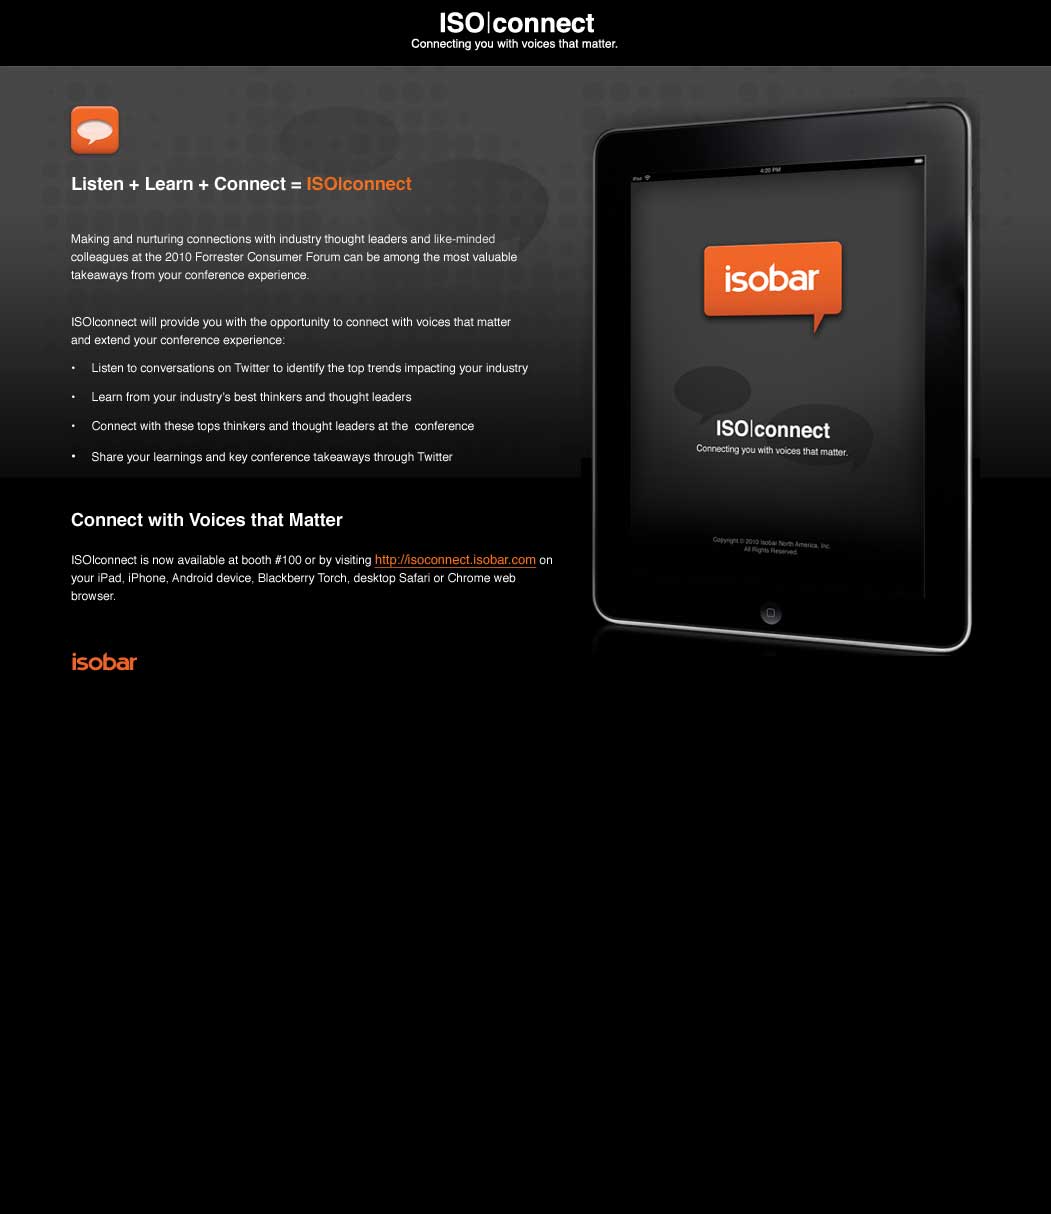 ISO|connect
Connecting you with voices that matter.
Listen + Learn + Connect = ISO|connect
Making and nurturing connections with industry thought leaders and like-minded
colleagues at the 2010 Forrester Consumer Forum can be among the most valuable
takeaways from your conference experience.
ISO|connect will provide you with the opportunity to connect with voices that matter
and extend your conference experience:
• Listen to conversations on Twitter to identify the top trends impacting your industry
• Learn from your industry's best thinkers and thought leaders
• Connect with these tops thinkers and thought leaders at the conference
• Share your learnings and key conference takeaways through Twitter
Connect with Voices that Matter
ISO|connect is now available at booth #100 or by visiting http://isoconnect.isobar.com on
your iPad, iPhone, Android device, Blackberry Torch, desktop Safari or Chrome web
browser.
isobar
iPod
4:20 PM
isobar
ISO|connect
Connecting you with voices that matter.
Copyright © 2010 Isobar North America, Inc.
All Rights Reserved.